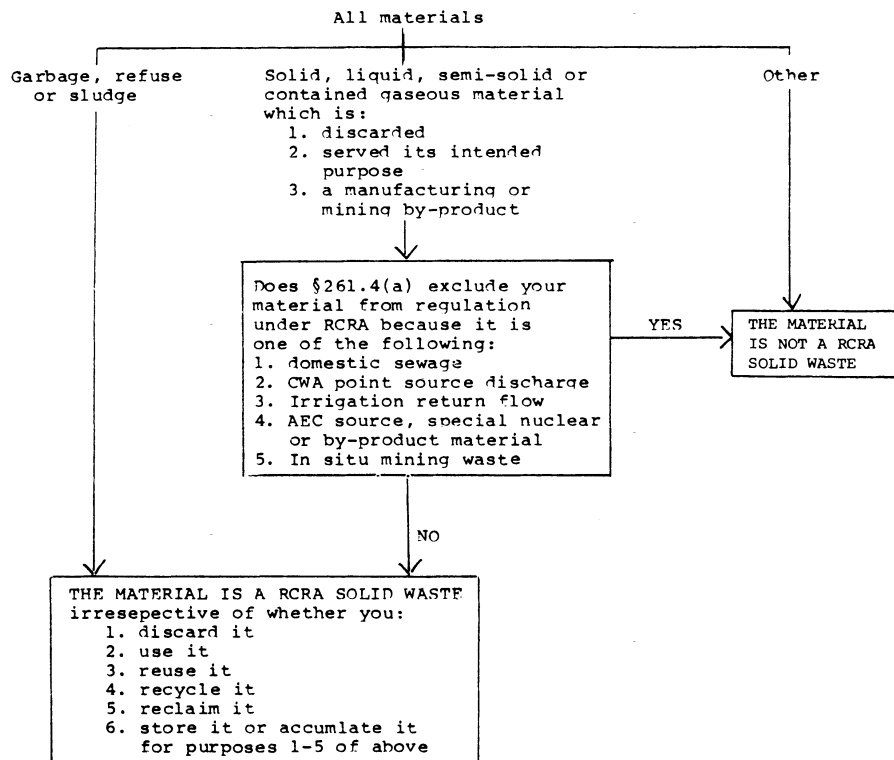 All materials
Garbage, refuse
or sludge
Solid, liquid, semi-solid or
contained gaseous material
which is:
1. discarded
2. served its intended
purpose
3. a manufacturing or
mining by-product
Other
Does §261.4(a) exclude your
material from regulation
under RCRA because it is
one of the following:
1. domestic sewage
2. CWA point source discharge
3. Irrigation return flow
4. AEC source, special nuclear
or by-product material
5. In situ mining waste
YES
THE MATERIAL
IS NOT A RCRA
SOLID WASTE
NO
THE MATERIAL IS A RCRA SOLID WASTE
irresepective of whether you:
1. discard it
2. use it
3. reuse it
4. recycle it
5. reclaim it
6. store it or accumlate it
for purposes 1-5 of above